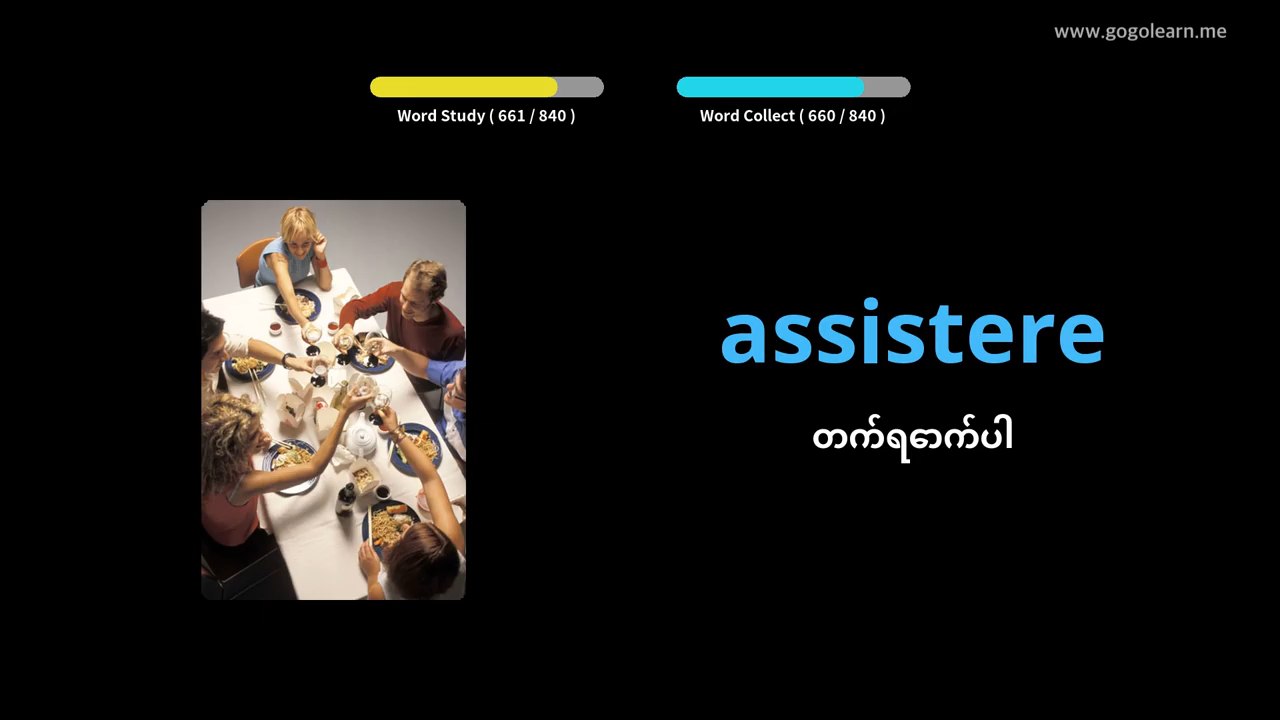 www.gogolearn.me
Word Study ( 661 / 840 )
Word Collect ( 660 / 840 )
assistere
တက်ရောက်ပါ